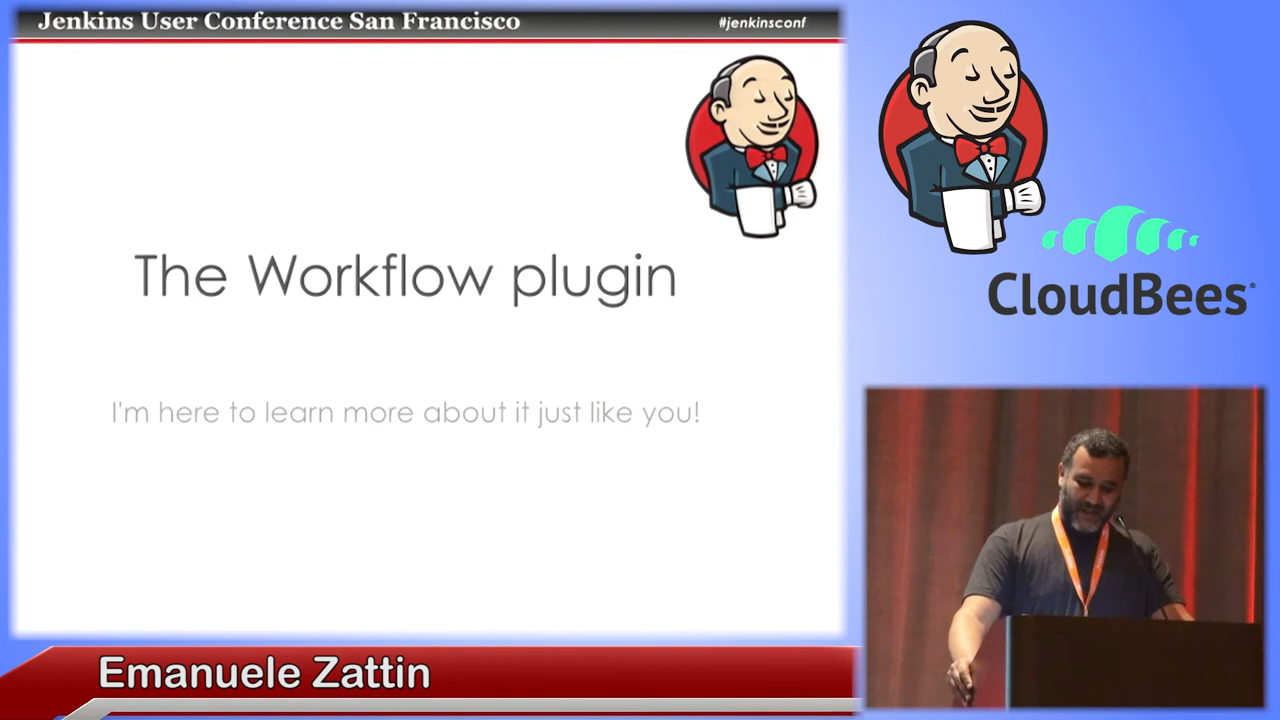 Jenkins User Conference San Francisco
#jenkinsconf
The Workflow plugin
I'm here to learn more about it just like you!
CloudBees
Emanuele Zattin